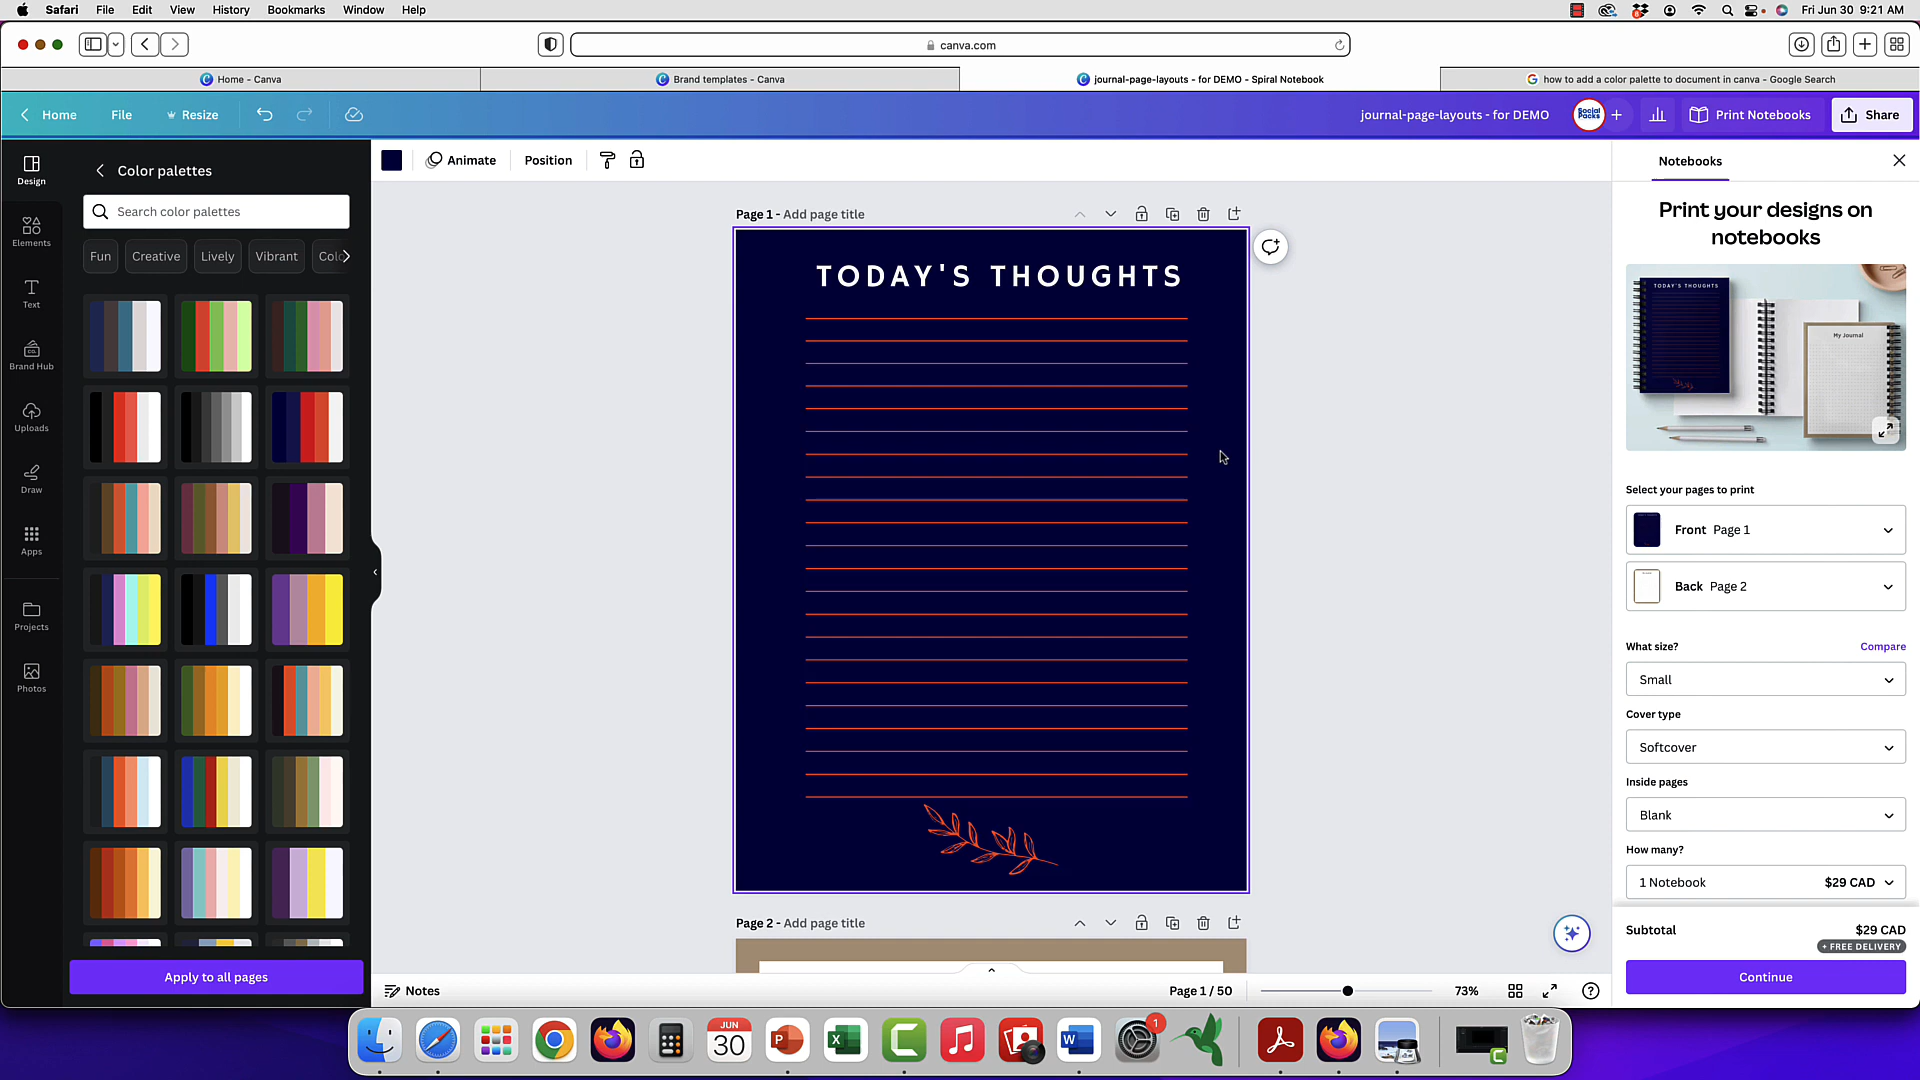 Safari File Edit View History Bookmarks Window Help
Fri Jun 30 9:21 AM
canva.com
Home - Canva
Brand templates - Canva
journal-page-layouts - for DEMO - Spiral Notebook
how to add a color palette to document in canva - Google Search
Home File Resize
journal-page-layouts - for DEMO
Social Packs
Print Notebooks
Share
Design
Elements
Text
Brand Hub
Uploads
Draw
Apps
Projects
Photos
Color palettes
Search color palettes
Fun Creative Lively Vibrant Colo
Apply to all pages
Animate Position
Page 1 - Add page title
TODAY'S THOUGHTS
Page 2 - Add page title
Notes
Page 1 / 50
73%
Notebooks
Print your designs on
notebooks
TODAY'S THOUGHTS
My Journal
Select your pages to print
Front Page 1
Back Page 2
What size? Compare
Small
Cover type
Softcover
Inside pages
Blank
How many?
1 Notebook $29 CAD
Subtotal $29 CAD
+ FREE DELIVERY
Continue
JUN
30
1